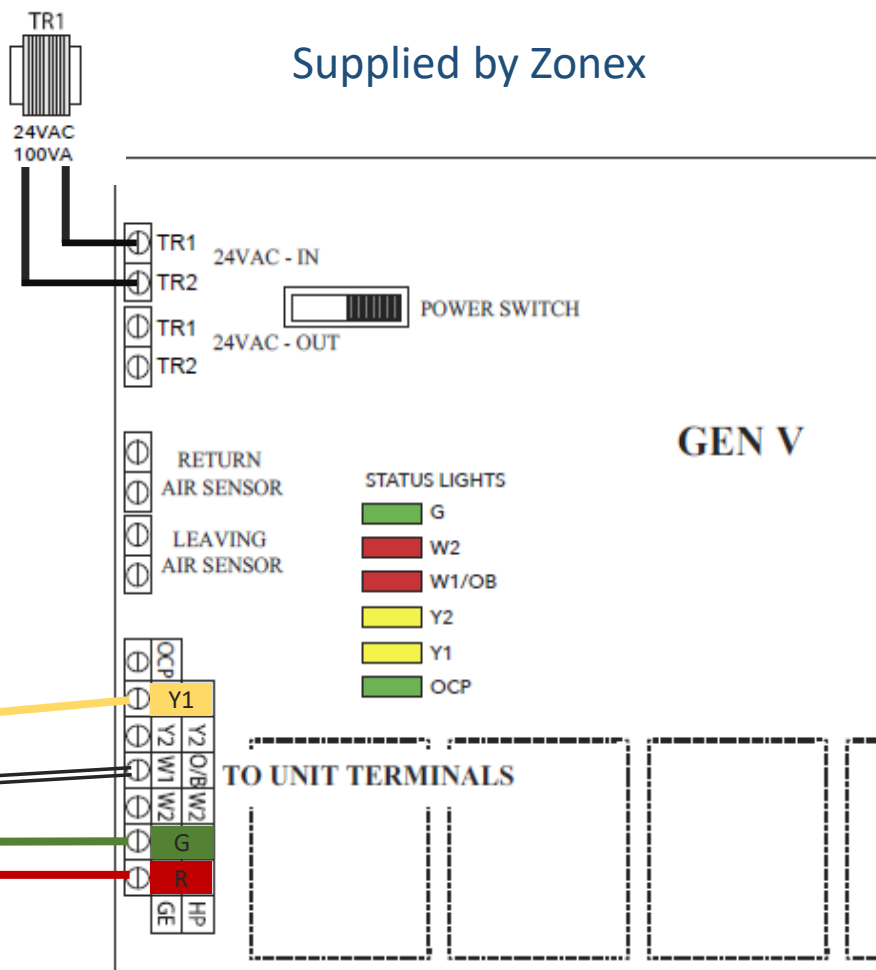 TR1
Supplied by Zonex
24VAC
100VA
TR1
24VAC - IN
TR2
POWER SWITCH
TR1
24VAC - OUT
TR2
GEN V
RETURN
AIR SENSOR
STATUS LIGHTS
G
LEAVING
AIR SENSOR
W2
W1/OB
Y2
Y1
OCP
OCP
Y1
Y2 Y2
W1 O/B
TO UNIT TERMINALS
W2 W2
G
R
GE HP